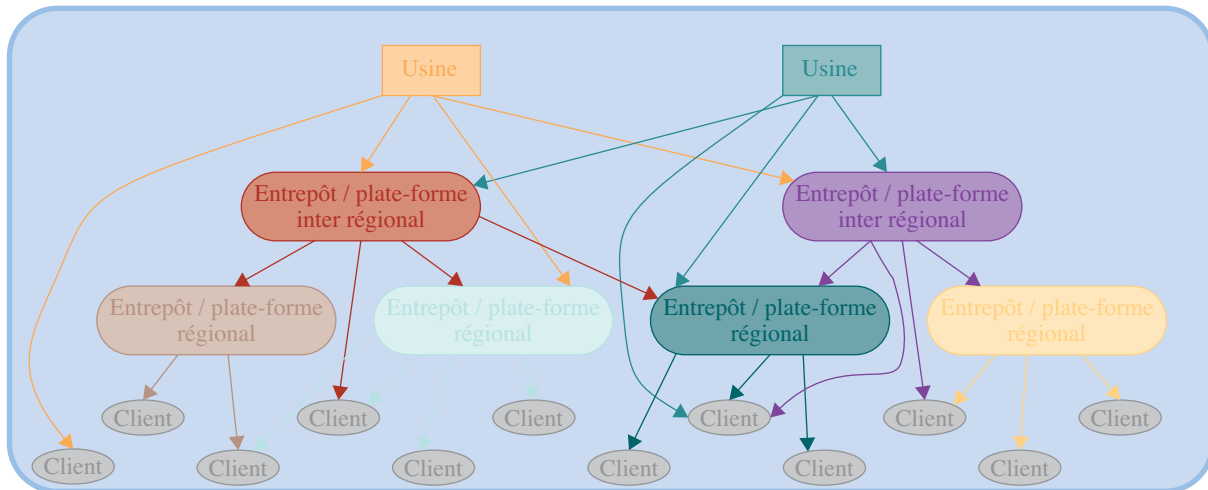 Usine
Usine
Entrepôt / plate-forme
inter régional
Entrepôt / plate-forme
inter régional
Entrepôt / plate-forme
régional
Entrepôt / plate-forme
régional
Entrepôt / plate-forme
régional
Entrepôt / plate-forme
régional
Client
Client
Client
Client
Client
Client
Client
Client
Client
Client
Client
Client